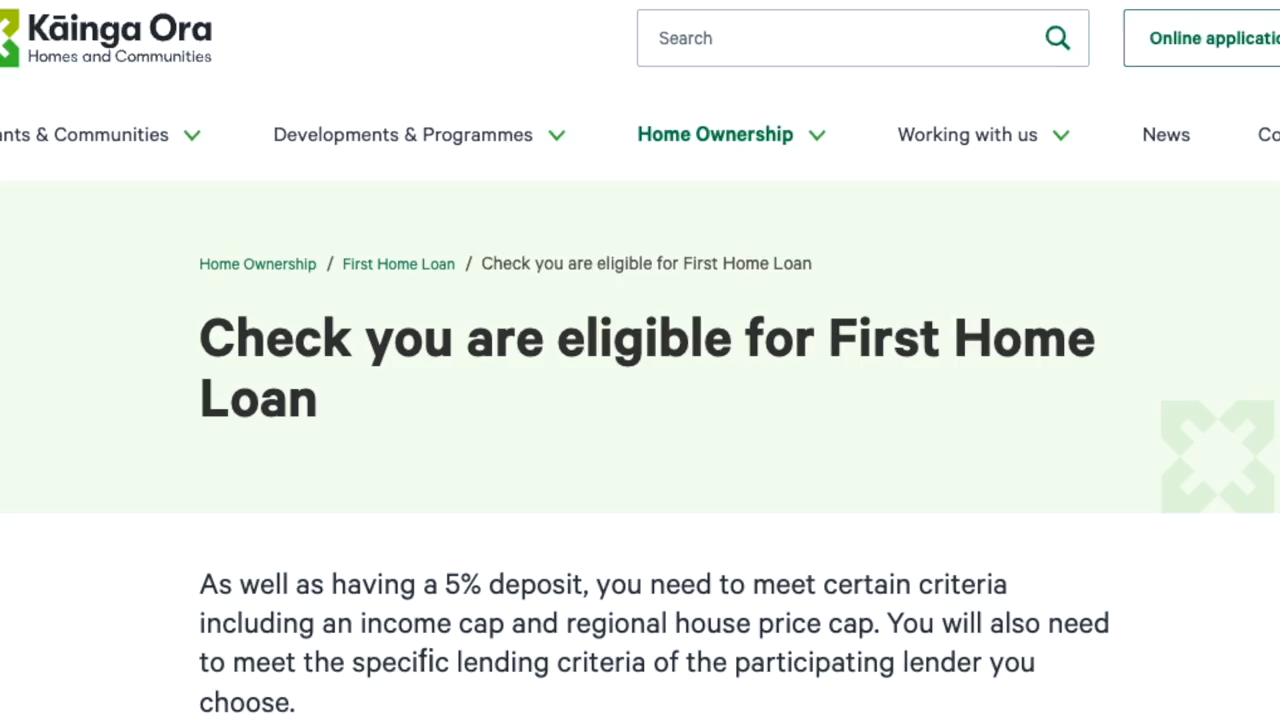 Kāinga Ora
Homes and Communities
Search
Online applicatio
ants & Communities
Developments & Programmes
Home Ownership
Working with us
News
Co
Home Ownership / First Home Loan / Check you are eligible for First Home Loan
Check you are eligible for First Home
Loan
As well as having a 5% deposit, you need to meet certain criteria
including an income cap and regional house price cap. You will also need
to meet the specific lending criteria of the participating lender you
choose.